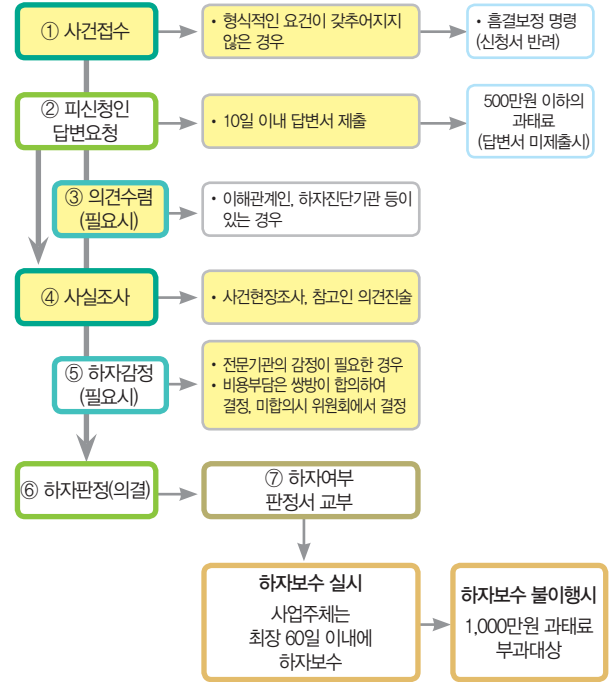 ① 사건접수
• 형식적인 요건이 갖추어지지
않은 경우
• 흠결보정 명령
(신청서 반려)
② 피신청인
답변요청
• 10일 이내 답변서 제출
500만원 이하의
과태료
(답변서 미제출시)
③ 의견수렴
(필요시)
• 이해관계인, 하자진단기관 등이
있는 경우
④ 사실조사
• 사건현장조사, 참고인 의견진술
⑤ 하자감정
(필요시)
• 전문기관의 감정이 필요한 경우
• 비용부담은 쌍방이 합의하여
결정, 미합의시 위원회에서 결정
⑥ 하자판정(의결)
⑦ 하자여부
판정서 교부
하자보수 실시
사업주체는
최장 60일 이내에
하자보수
하자보수 불이행시
1,000만원 과태료
부과대상